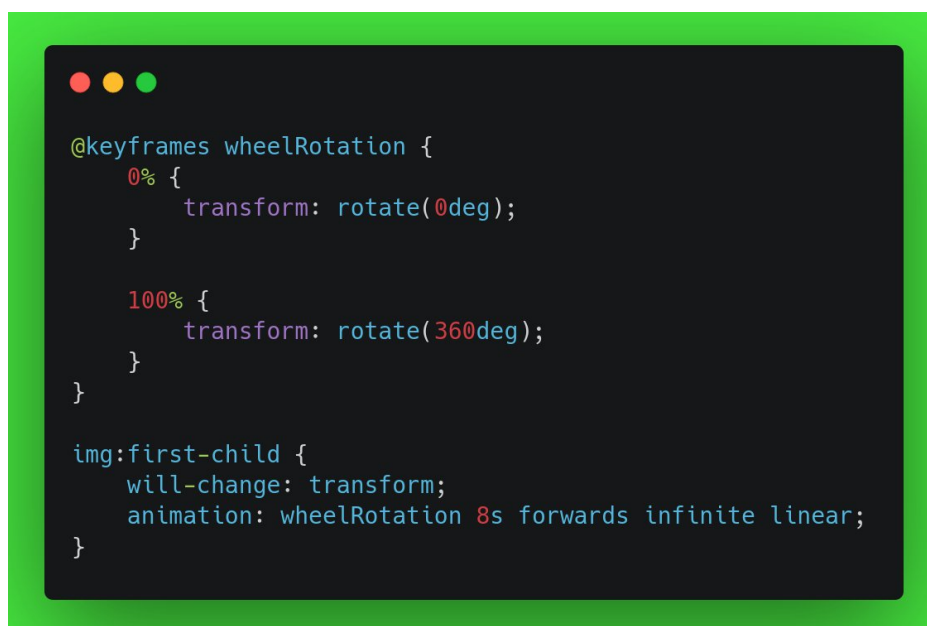 @keyframes wheelRotation {
    0% {
        transform: rotate(0deg);
    }

    100% {
        transform: rotate(360deg);
    }
}

img:first-child {
    will-change: transform;
    animation: wheelRotation 8s forwards infinite linear;
}